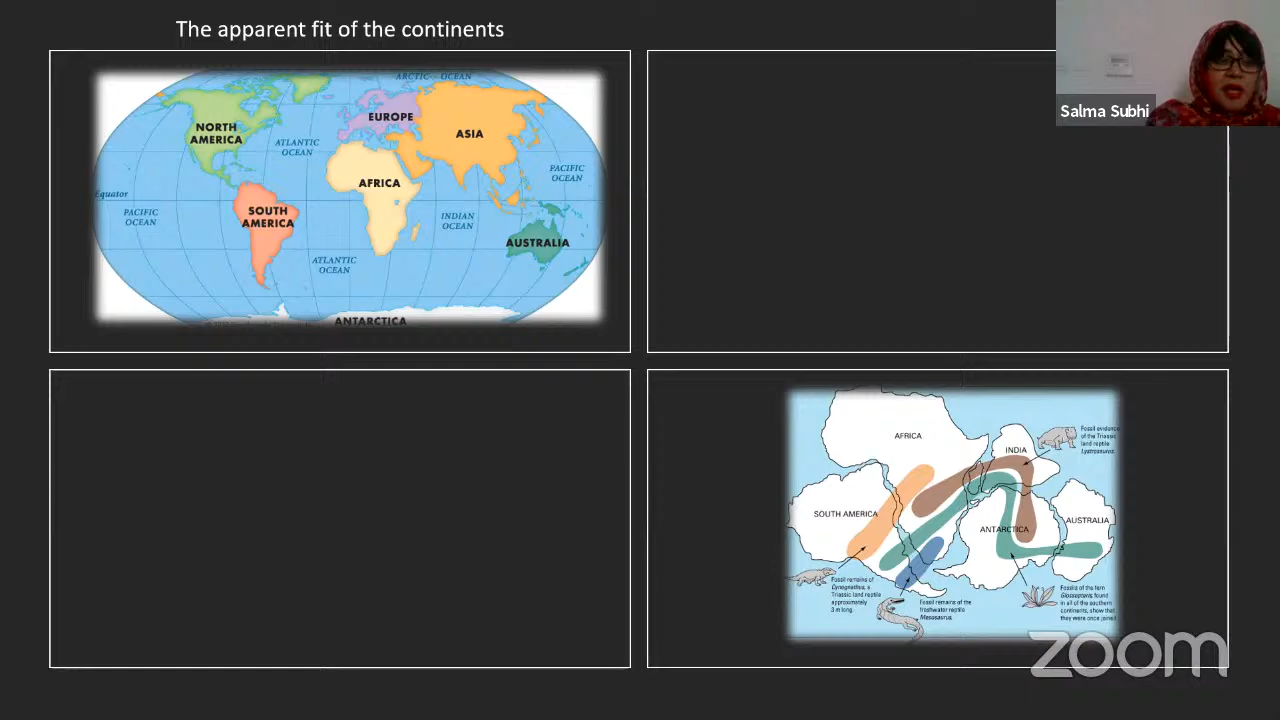 The apparent fit of the continents
Salma Subhi
ARCTIC OCEAN
NORTH
AMERICA
EUROPE
ASIA
ATLANTIC
OCEAN
PACIFIC
OCEAN
AFRICA
Equator
PACIFIC
OCEAN
SOUTH
AMERICA
INDIAN
OCEAN
AUSTRALIA
ATLANTIC
OCEAN
ANTARCTICA
AFRICA
INDIA
Fossil evidence
of the Triassic
land reptile
Lystrosaurus.
SOUTH AMERICA
ANTARCTICA
AUSTRALIA
Fossil remains of
Cynognathus, a
Triassic land reptile
approximately
3 m long.
Fossil remains of the
freshwater reptile
Mesosaurus.
Fossils of the fern
Glossopteris, found
in all of the southern
continents, show that
they were once joined.
zoom